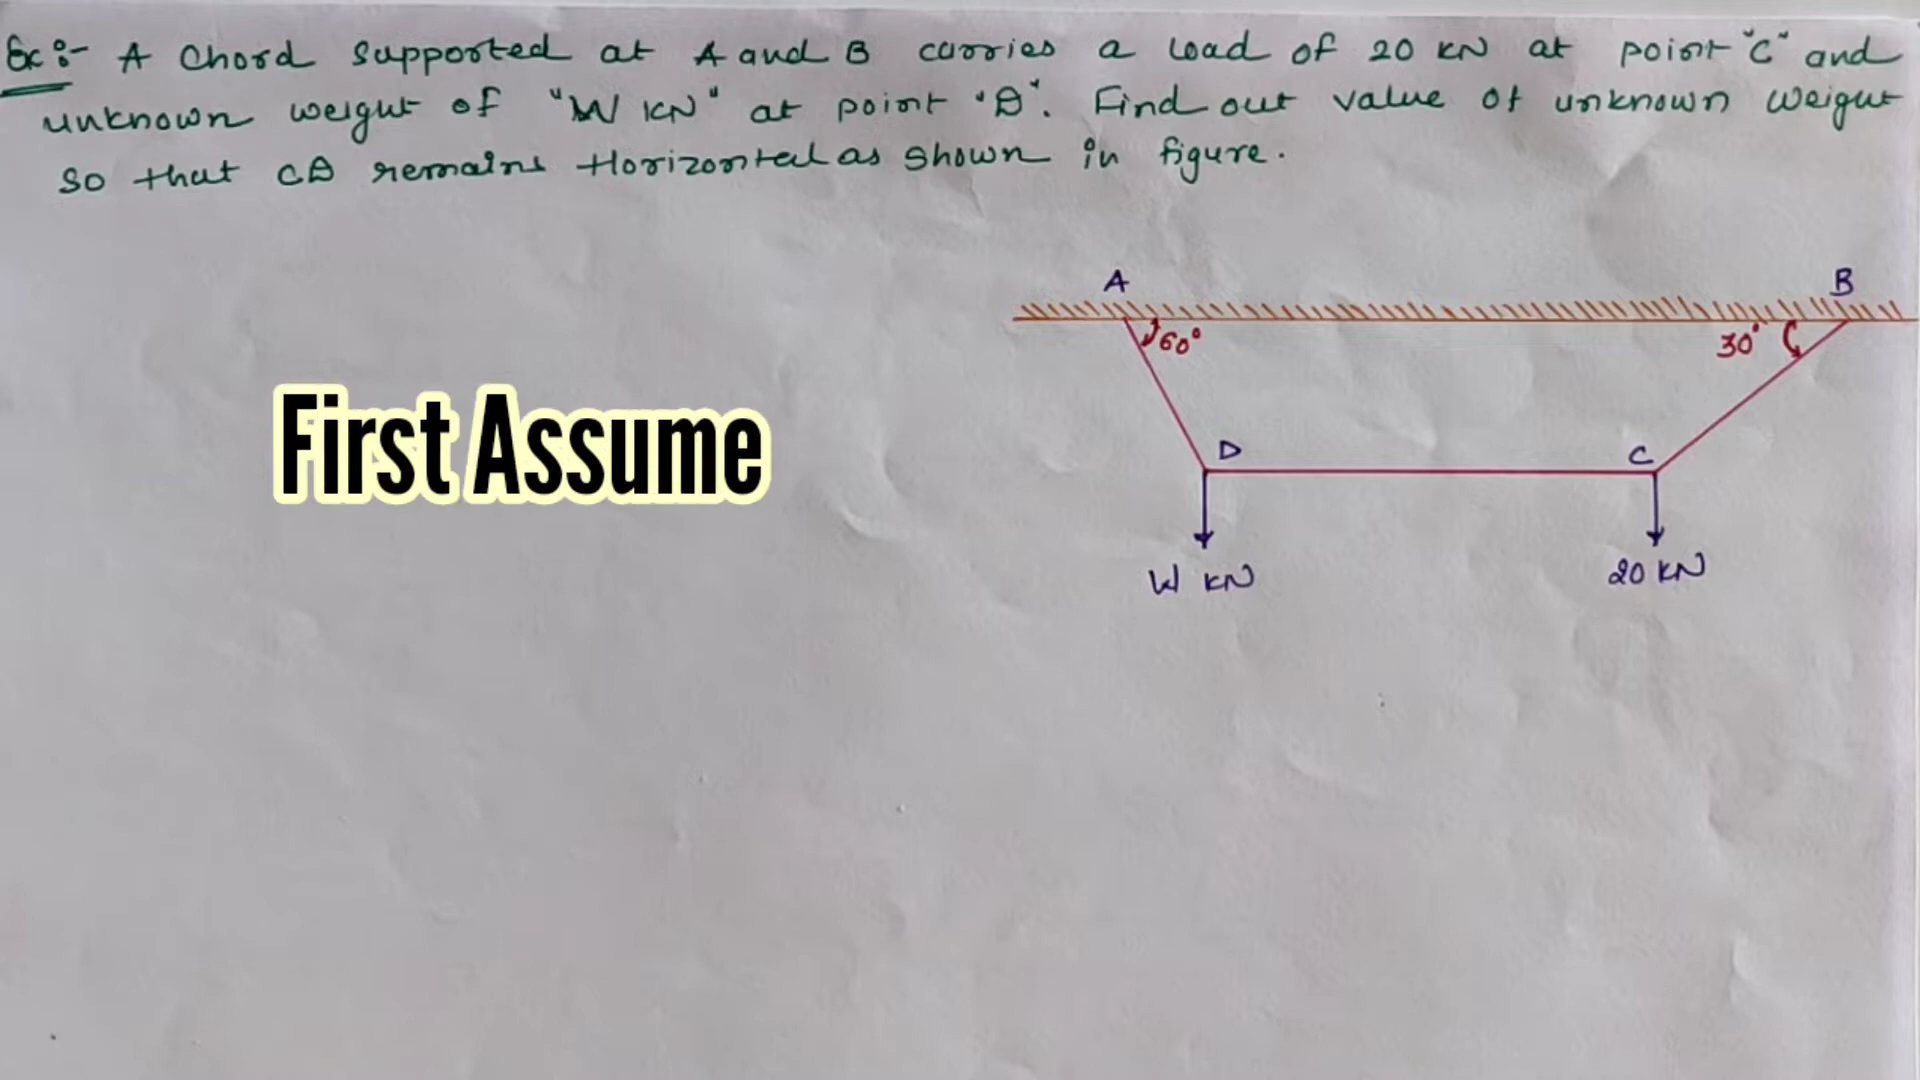 Ex:- A Chord supported at A and B carries a load of 20 KN at point "C" and
unknown weight of "W KN" at point "D". Find out value of unknown weight
so that CD remains Horizontal as shown in figure.
A
B
60°
30°
First Assume
D
C
W KN
20 KN